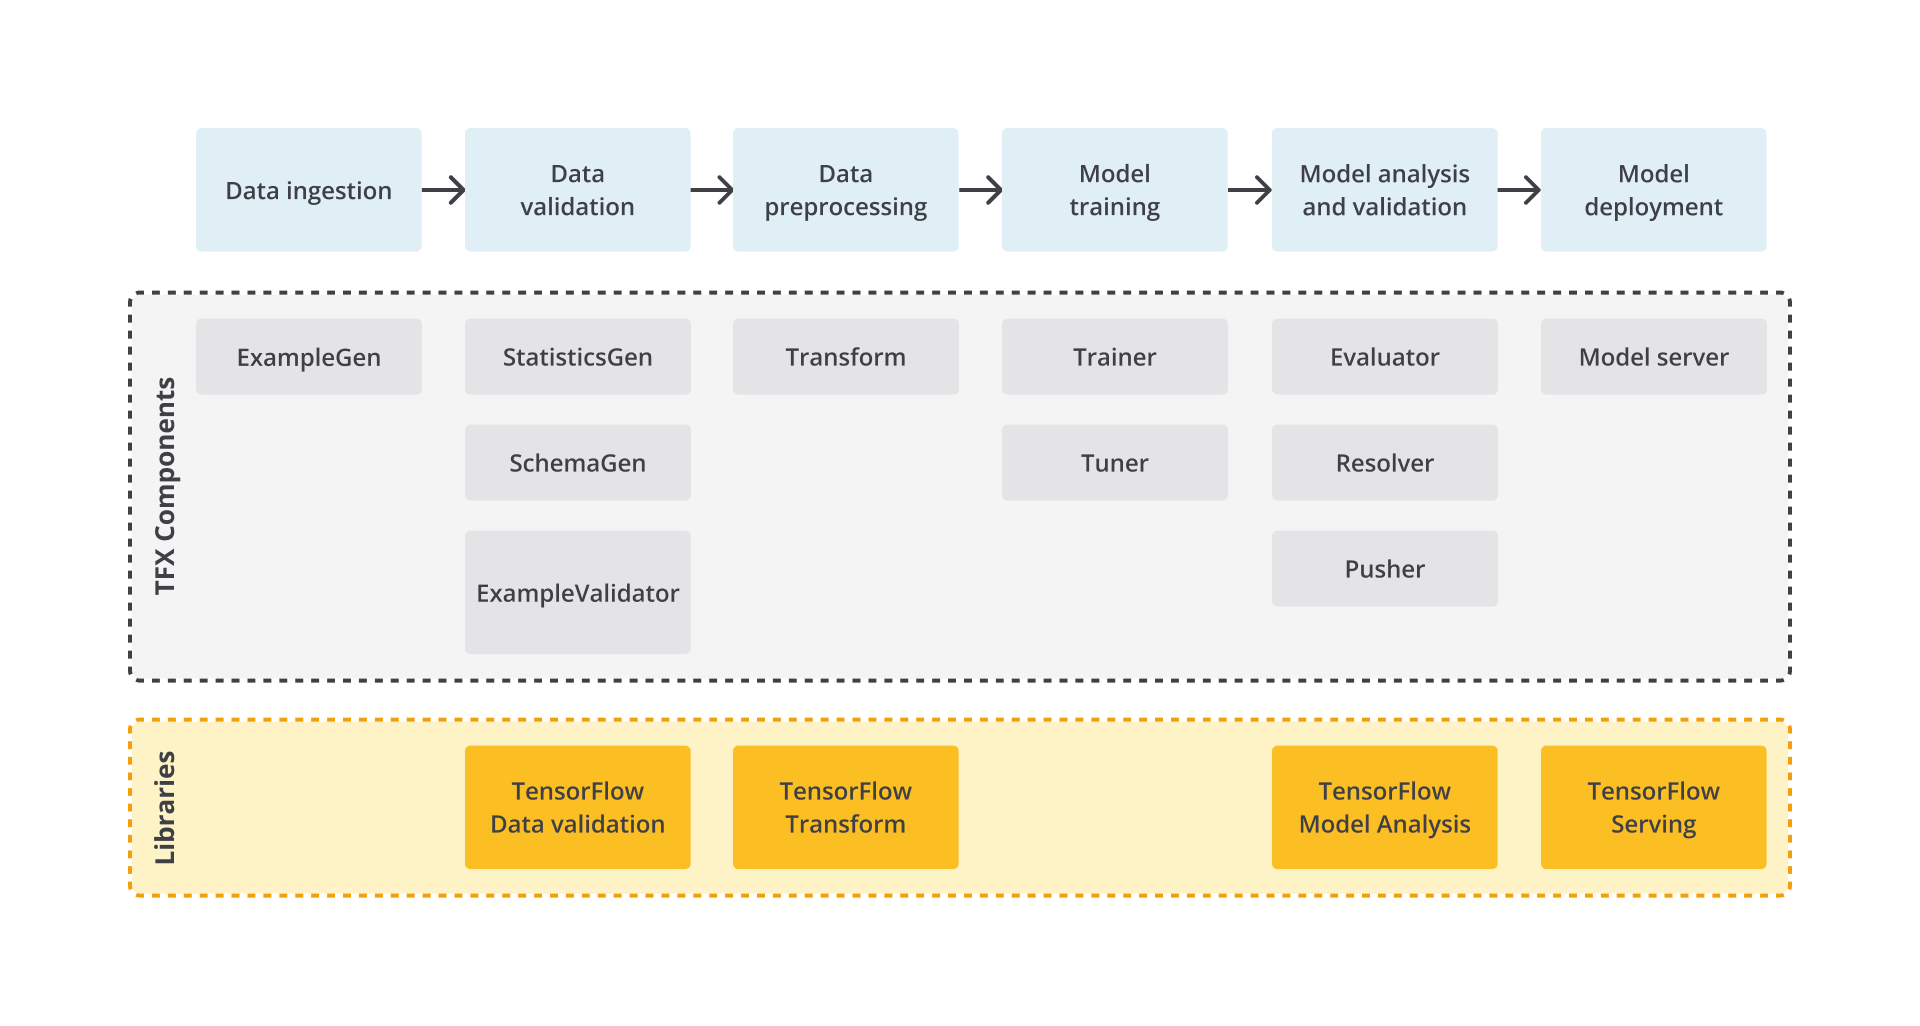 Data ingestion
Data
validation
Data
preprocessing
Model
training
Model analysis
and validation
Model
deployment
TFX Components
ExampleGen
StatisticsGen
Transform
Trainer
Evaluator
Model server
SchemaGen
Tuner
Resolver
ExampleValidator
Pusher
Libraries
TensorFlow
Data validation
TensorFlow
Transform
TensorFlow
Model Analysis
TensorFlow
Serving